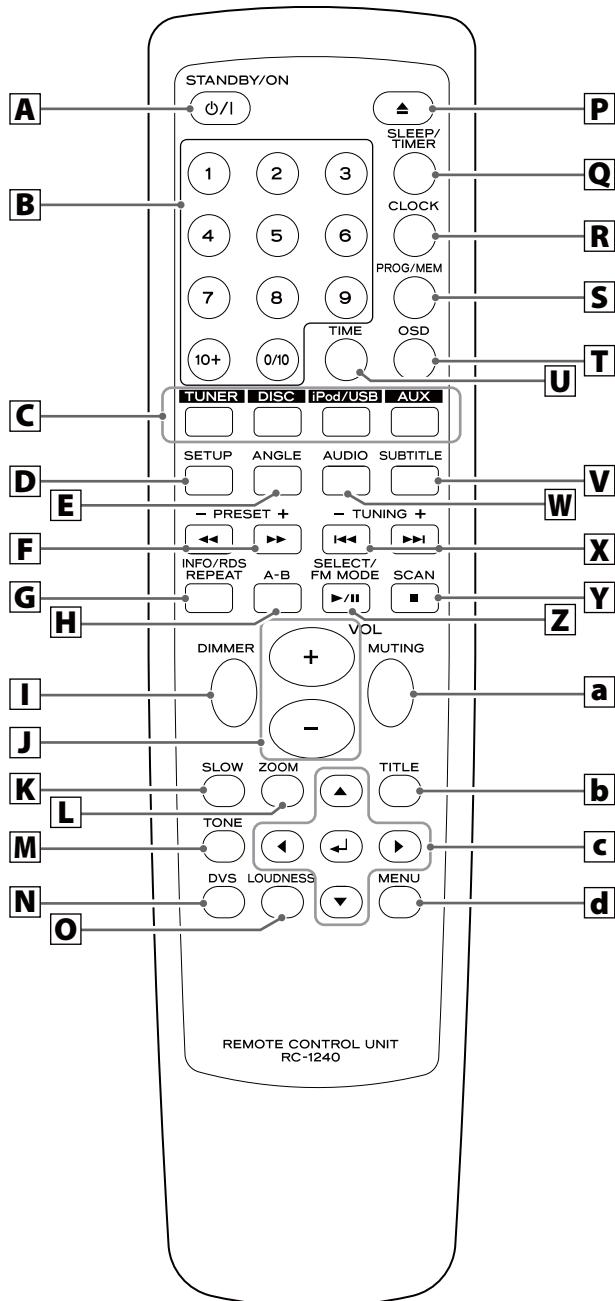 STANDBY/ON
A ⏻/I ⏏ P
SLEEP/
TIMER
Q
1 2 3
B
CLOCK
R
4 5 6
PROG/MEM
S
7 8 9
TIME OSD
10+ 0/10
T
U
TUNER DISC iPod/USB AUX
C
SETUP ANGLE AUDIO SUBTITLE
D V
E W
− PRESET + − TUNING +
F ◀◀ ▶▶ I◀◀ ▶▶I X
INFO/RDS SELECT/
REPEAT A-B FM MODE SCAN
G ▶/II ■ Y
H Z
VOL
DIMMER + MUTING
I a
J −
SLOW ZOOM TITLE
K ▲ b
L
TONE
M ◀ ↵ ▶ c
DVS LOUDNESS MENU
N ▼ d
O
REMOTE CONTROL UNIT
RC-1240